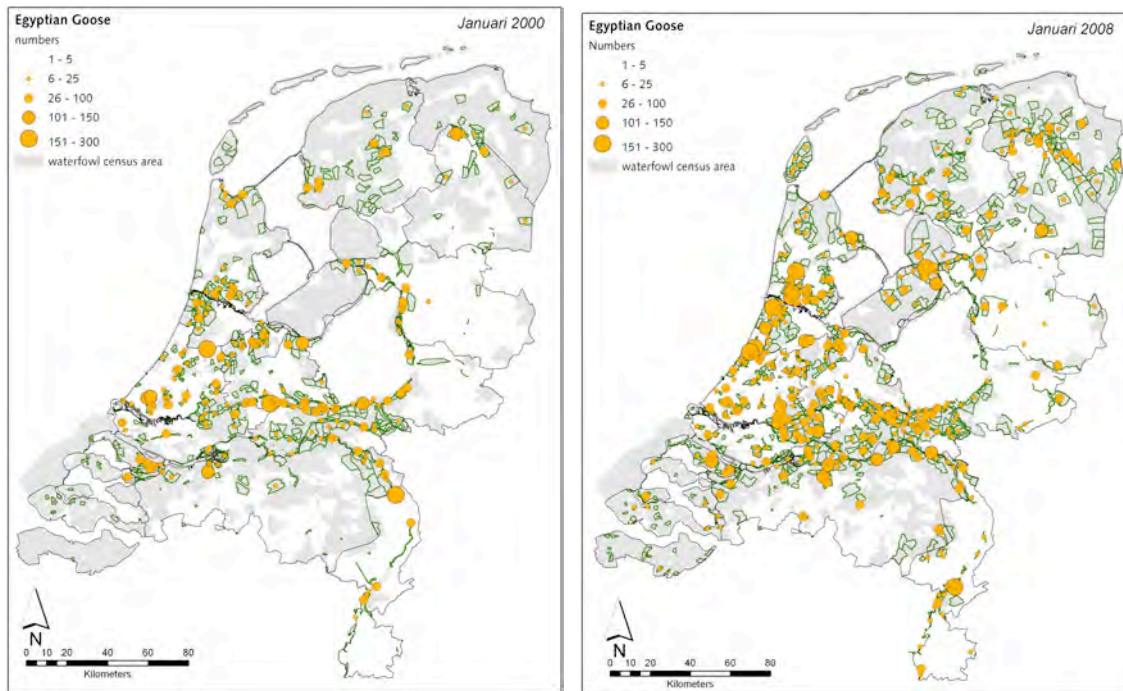 Egyptian Goose
Januari 2000
numbers
1 - 5
6 - 25
26 - 100
101 - 150
151 - 300
waterfowl census area
N
0 10 20 40 60 80
Kilometers
Egyptian Goose
Januari 2008
Numbers
1 - 5
6 - 25
26 - 100
101 - 150
151 - 300
waterfowl census area
N
0 10 20 40 60 80
Kilometers